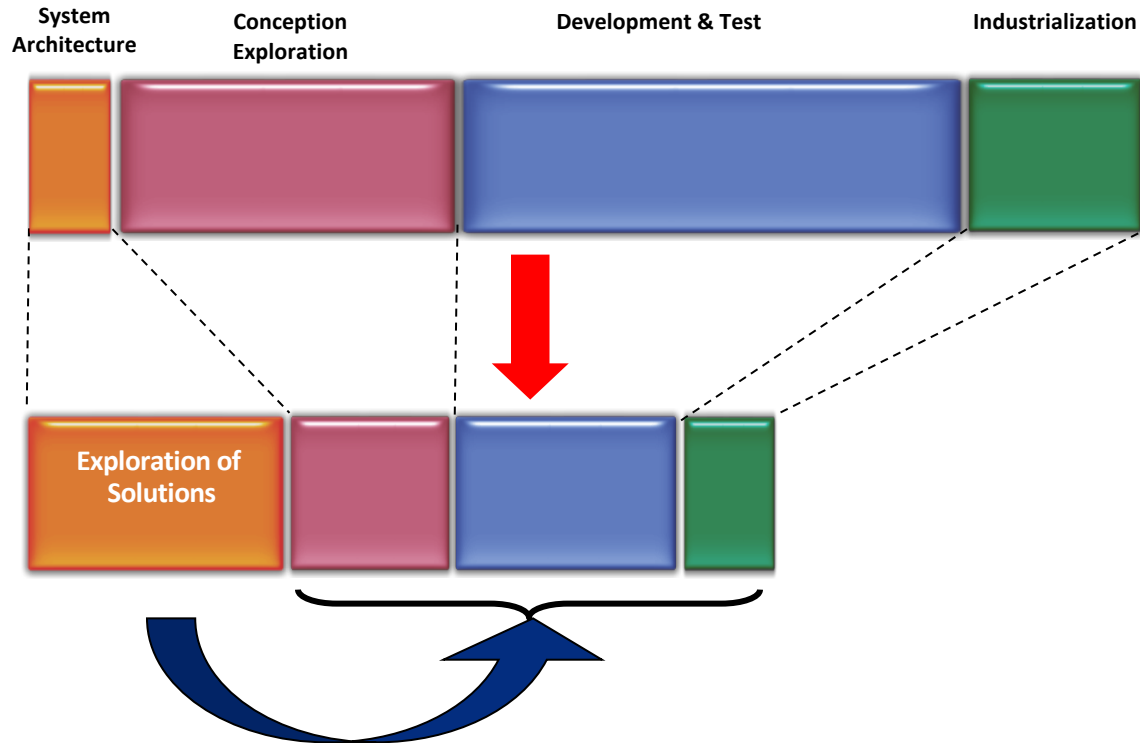 System
Architecture
Conception
Exploration
Development & Test
Industrialization
Exploration of
Solutions